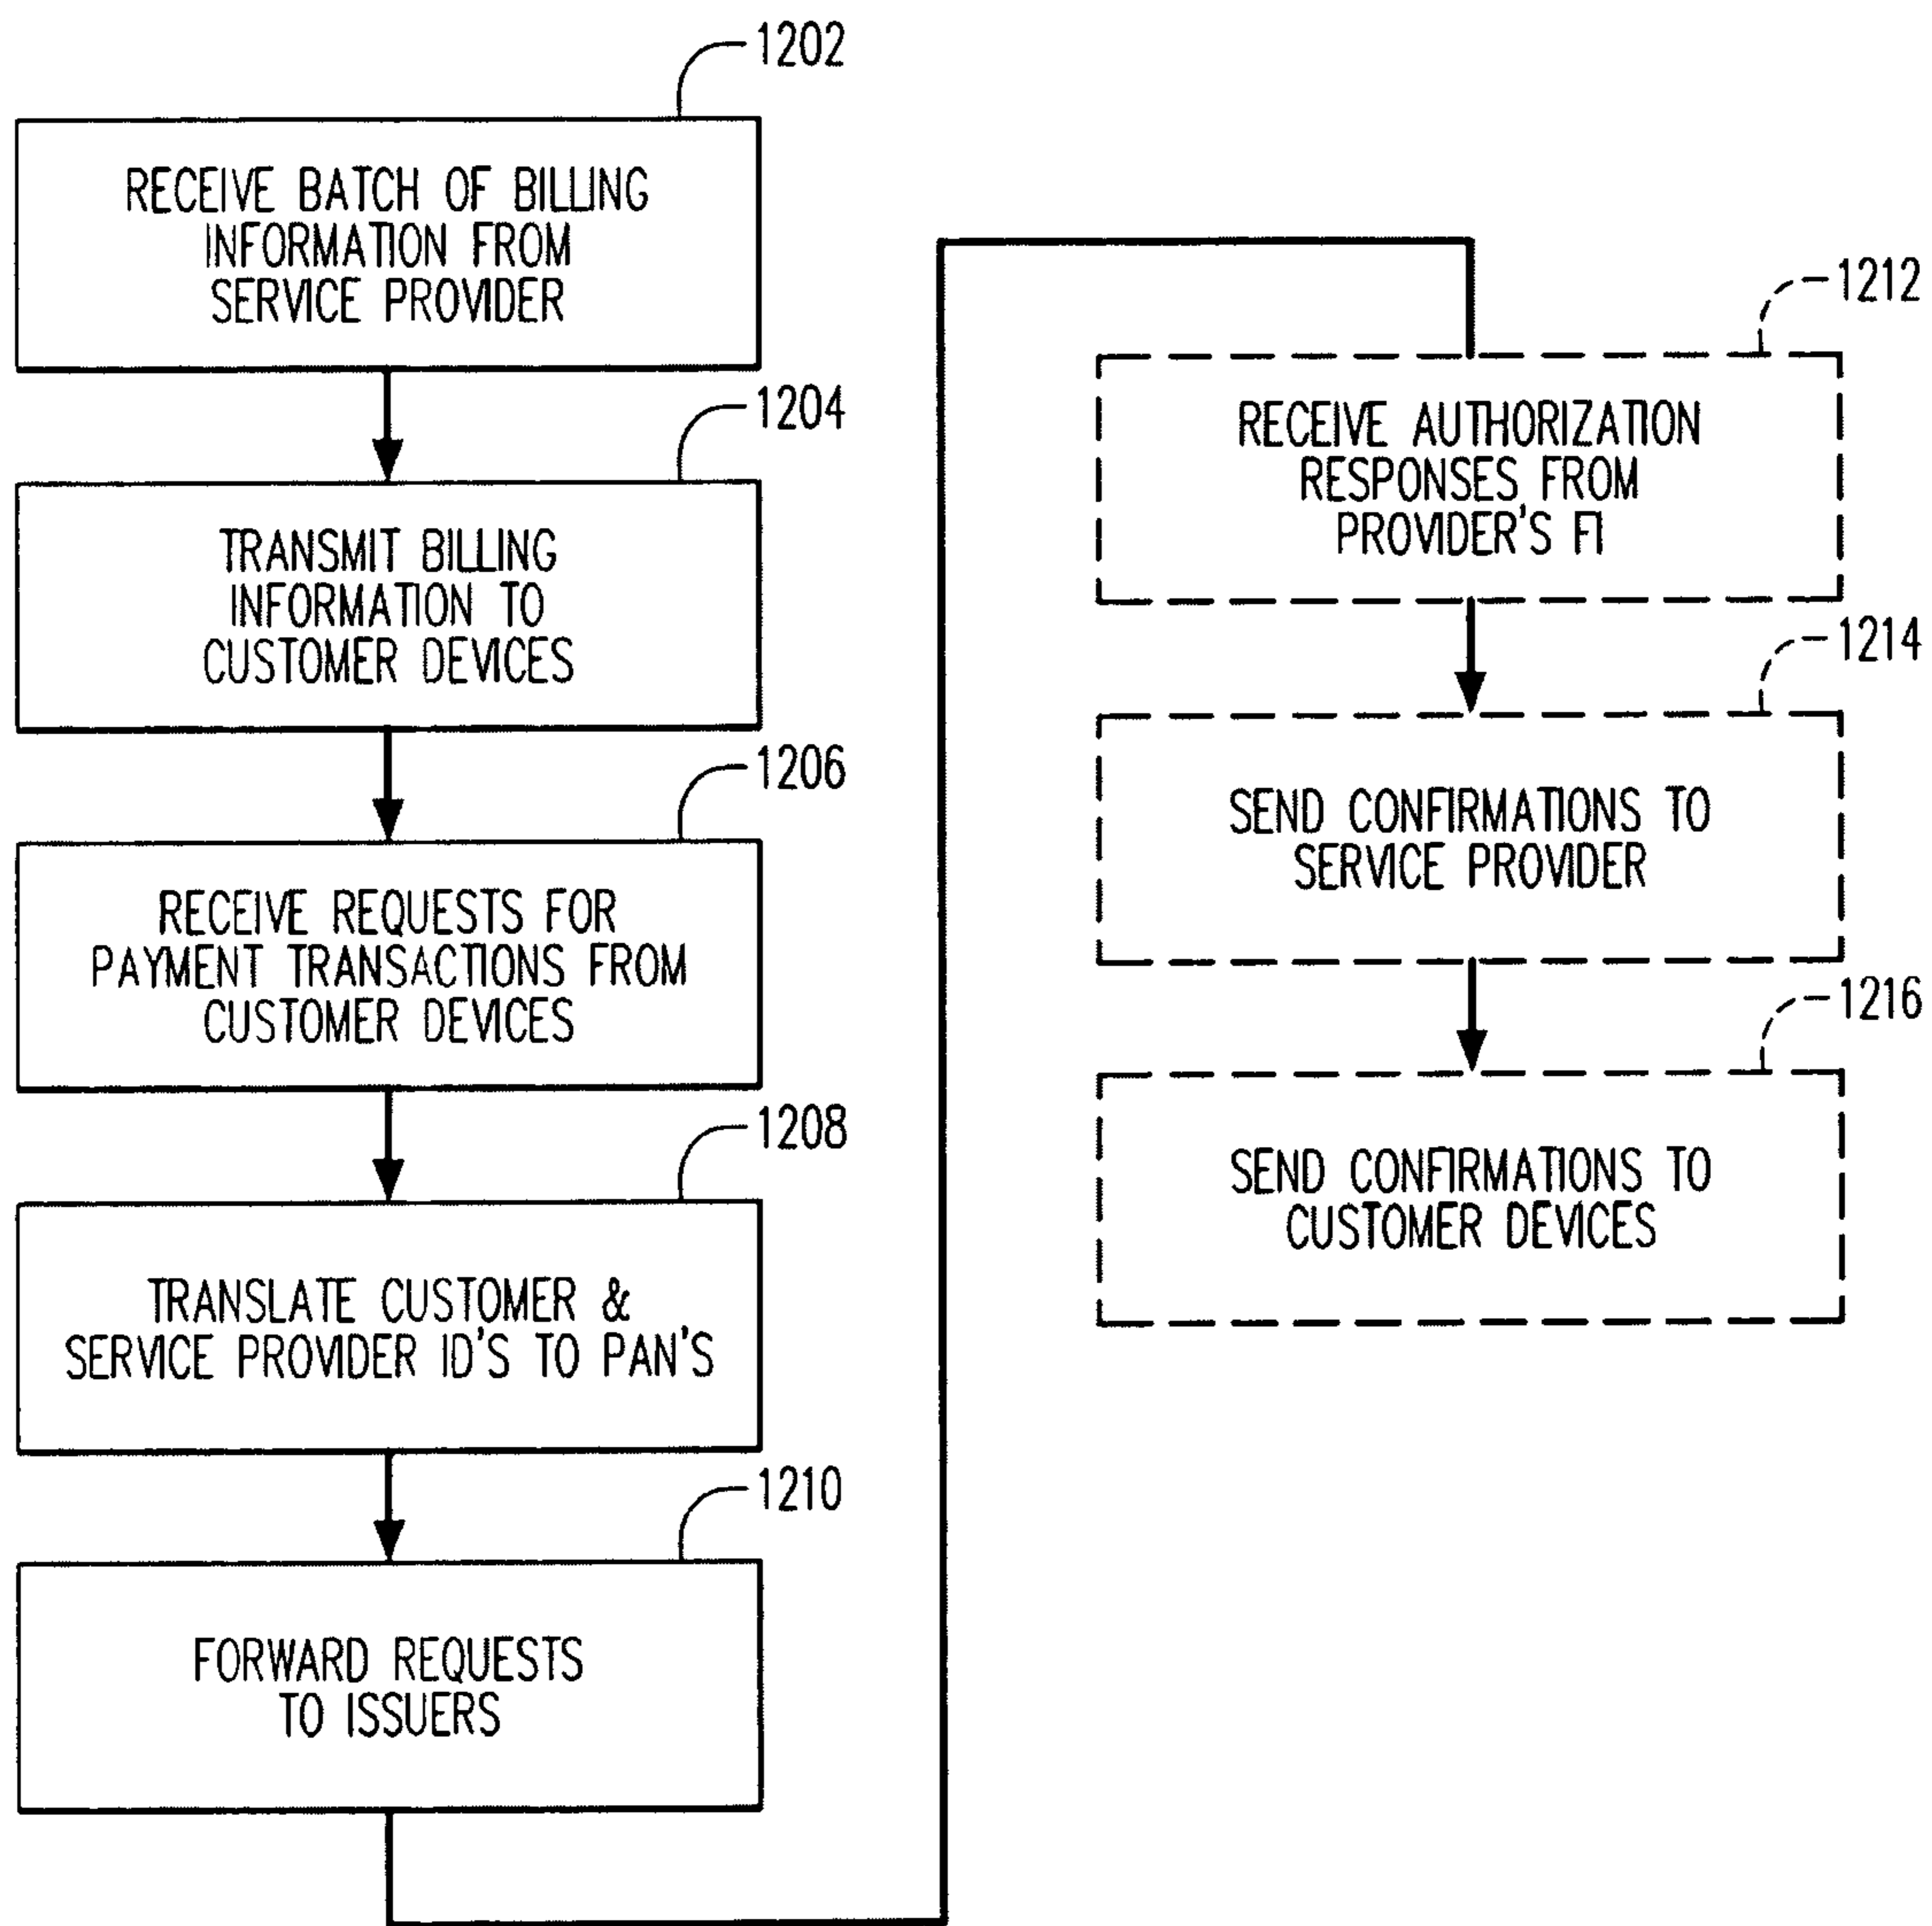 1202
RECEIVE BATCH OF BILLING
INFORMATION FROM
SERVICE PROVIDER
1204
TRANSMIT BILLING
INFORMATION TO
CUSTOMER DEVICES
1206
RECEIVE REQUESTS FOR
PAYMENT TRANSACTIONS FROM
CUSTOMER DEVICES
1208
TRANSLATE CUSTOMER &
SERVICE PROVIDER ID'S TO PAN'S
1210
FORWARD REQUESTS
TO ISSUERS
1212
RECEIVE AUTHORIZATION
RESPONSES FROM
PROVIDER'S FI
1214
SEND CONFIRMATIONS TO
SERVICE PROVIDER
1216
SEND CONFIRMATIONS TO
CUSTOMER DEVICES